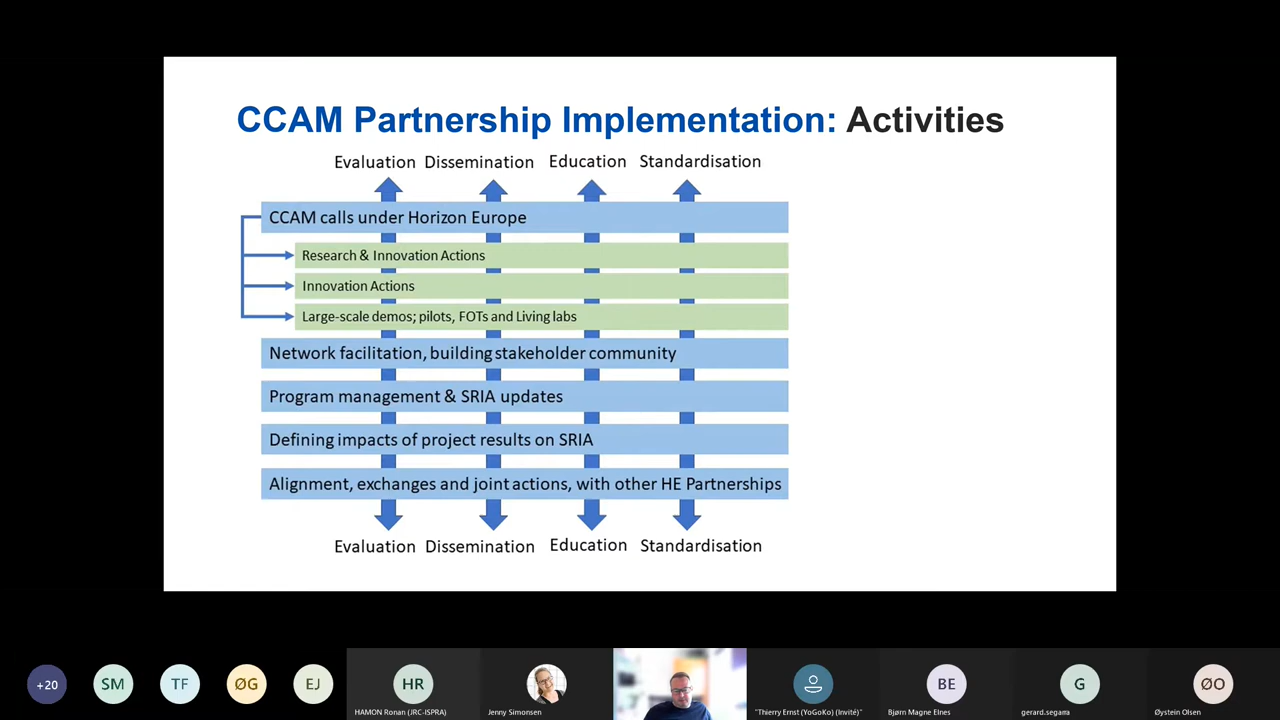 CCAM Partnership Implementation: Activities
Evaluation Dissemination Education Standardisation
CCAM calls under Horizon Europe
Research & Innovation Actions
Innovation Actions
Large-scale demos; pilots, FOTs and Living labs
Network facilitation, building stakeholder community
Program management & SRIA updates
Defining impacts of project results on SRIA
Alignment, exchanges and joint actions, with other HE Partnerships
Evaluation Dissemination Education Standardisation
+20 SM TF ØG EJ HR BE G ØO
HAMON Ronan (JRC-ISPRA) Jenny Simonsen "Thierry Ernst (YoGoKo) (Invité)" Bjørn Magne Elnes gerard.segarra Øystein Olsen